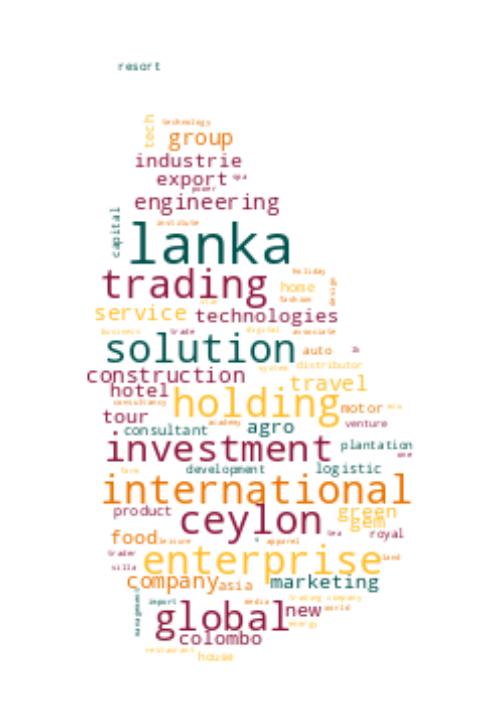 resort
tech technology
group
industrie
export spa
power
engineering
capital institute
lanka
holiday
trading
home design
fashion
service technologies
business trade digital associate
solution auto
system distributor
construction travel
hotel
consultancy holding motor
tour academy venture
consultant agro
investment plantation
one
farm development logistic
international
product green
ceylon gem
tea royal
food leisure apparel
trader enterprise land
villa
company asia marketing
management import media trading company
global new world
energy
colombo
restaurant house